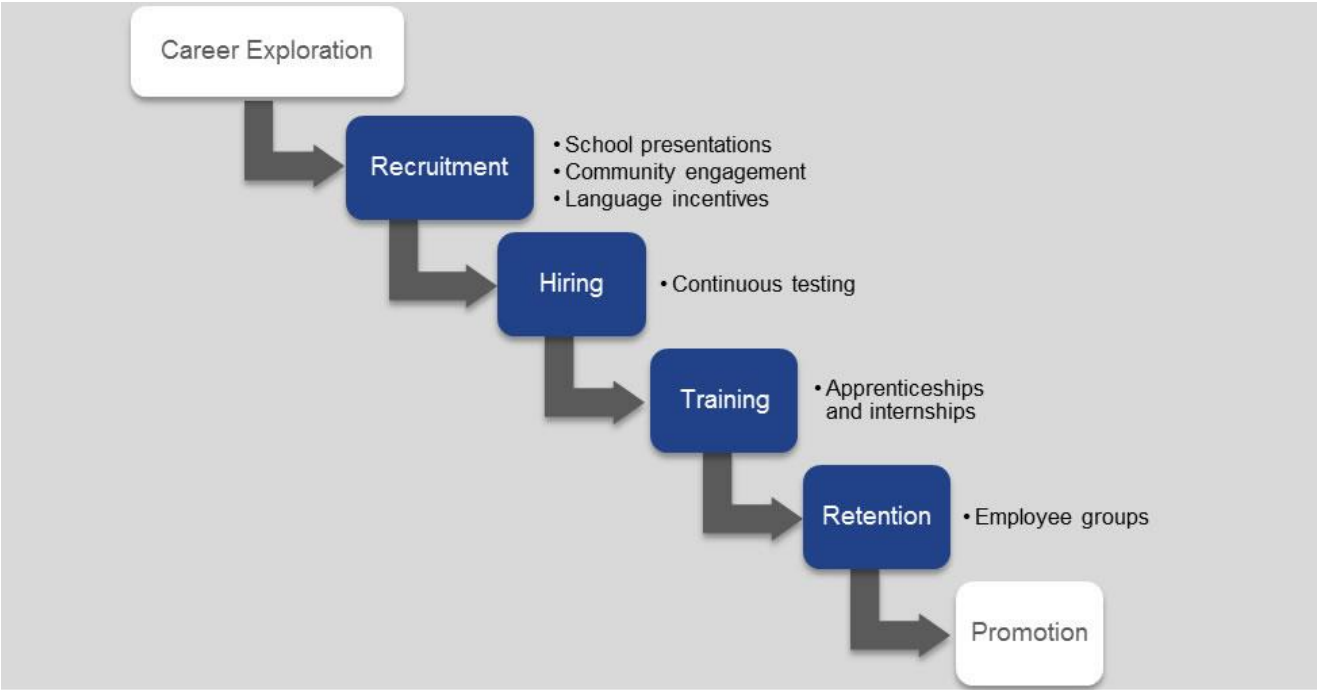 Career Exploration
Recruitment
• School presentations
• Community engagement
• Language incentives
Hiring
• Continuous testing
Training
• Apprenticeships
and internships
Retention
• Employee groups
Promotion